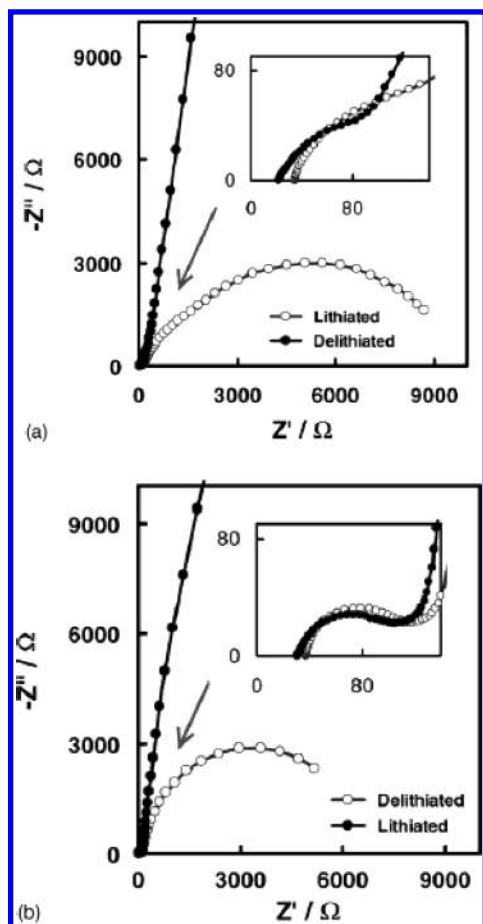 9000
6000
3000
0
-Z" / Ω
80
0
0
80
Lithiated
Delithiated
0
3000
6000
9000
Z' / Ω
(a)
9000
6000
3000
0
-Z" / Ω
80
0
0
80
Delithiated
Lithiated
0
3000
6000
9000
Z' / Ω
(b)